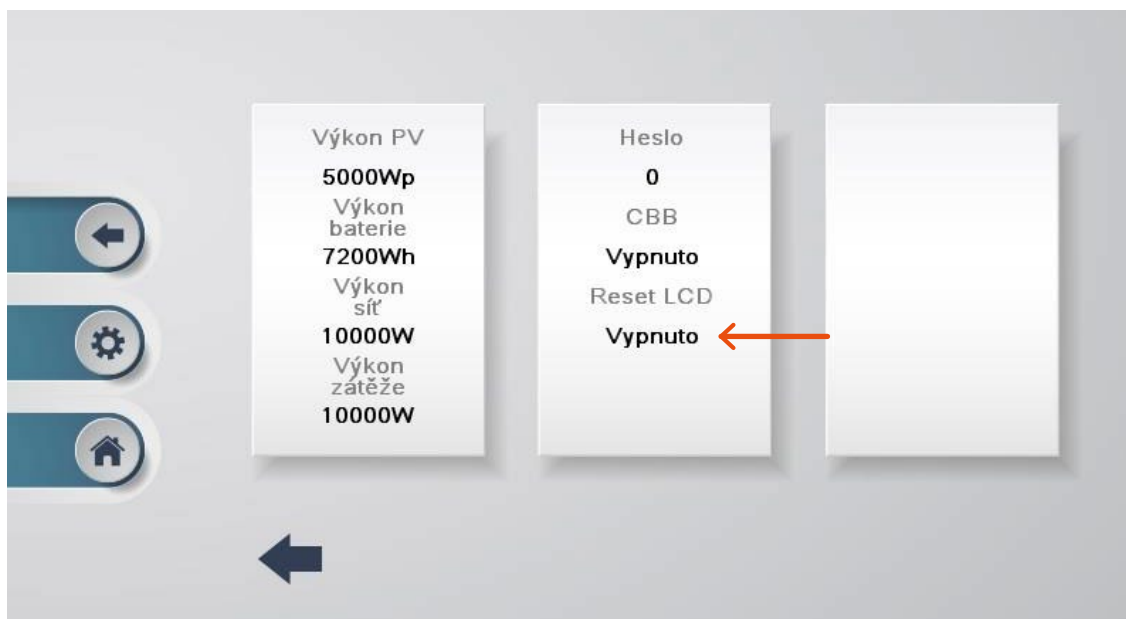 Výkon PV
5000Wp
Výkon
baterie
7200Wh
Výkon
síť
10000W
Výkon
zátěže
10000W
Heslo
0
CBB
Vypnuto
Reset LCD
Vypnuto